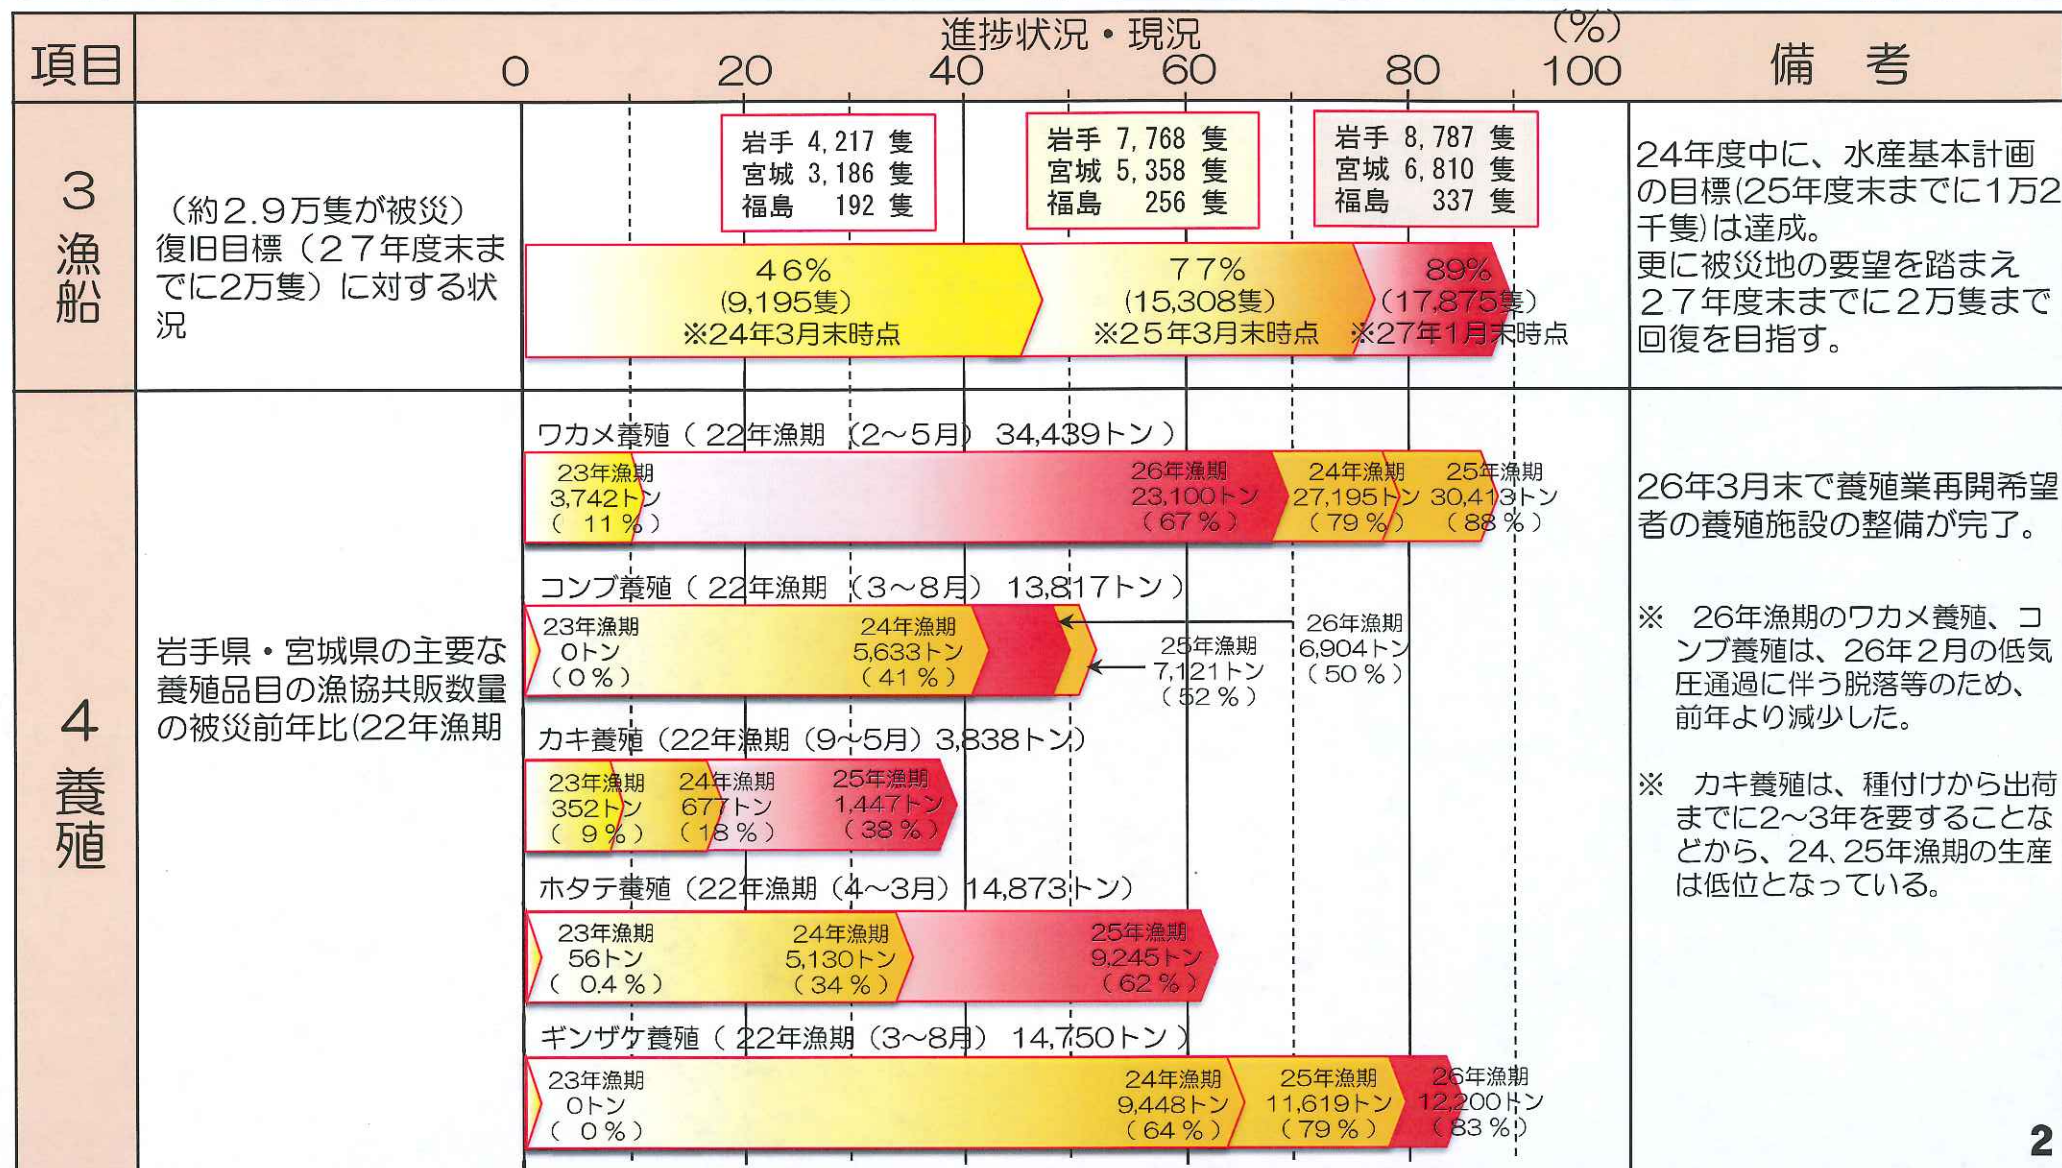 進捗状況・現況
(%)
項目
0 20 40 60 80 100
備 考
3 漁船
（約２.９万隻が被災）
復旧目標（２７年度末ま
でに2万隻）に対する状
況
岩手 4,217 隻
宮城 3,186 隻
福島 192 隻
岩手 7,768 隻
宮城 5,358 隻
福島 256 隻
岩手 8,787 隻
宮城 6,810 隻
福島 337 隻
４６%
(9,195隻)
※24年3月末時点
７７%
(15,308隻)
※２５年３月末時点
89%
(17,875隻)
※27年1月末時点
24年度中に、水産基本計画
の目標(25年度末までに1万2
千隻)は達成。
更に被災地の要望を踏まえ
２７年度末までに２万隻まで
回復を目指す。
4 養殖
岩手県・宮城県の主要な
養殖品目の漁協共販数量
の被災前年比(22年漁期
ワカメ養殖（ 22年漁期 （2～５月） 34,439トン ）
23年漁期
3,742トン
（ 11 % ）
26年漁期
23,100トン
（ 67 % ）
24年漁期
27,195トン
（ 79 % ）
25年漁期
30,413トン
（ 88 % ）
コンブ養殖（ 22年漁期 （３～８月） 13,817トン ）
23年漁期
0トン
（ 0 % ）
24年漁期
5,633トン
（ 41 % ）
25年漁期
7,121トン
（ 52 % ）
26年漁期
6,904トン
（ 50 % ）
カキ養殖（22年漁期（9～5月）3,838トン）
23年漁期
352トン
（ 9 % ）
24年漁期
677トン
（ 18 % ）
25年漁期
1,447トン
（ 38 % ）
ホタテ養殖（22年漁期（4～3月）14,873トン）
23年漁期
56トン
（ 0.4 % ）
24年漁期
5,130トン
（ 34 % ）
25年漁期
9,245トン
（ 62 % ）
ギンザケ養殖（ 22年漁期（3～8月） 14,750トン ）
23年漁期
0トン
（ 0 % ）
24年漁期
9,448トン
（ 64 % ）
25年漁期
11,619トン
（ 79 % ）
26年漁期
12,200トン
（ 83 % ）
26年3月末で養殖業再開希望
者の養殖施設の整備が完了。
※ 26年漁期のワカメ養殖、コ
ンブ養殖は、26年２月の低気
圧通過に伴う脱落等のため、
前年より減少した。
※ カキ養殖は、種付けから出荷
までに2～3年を要することな
どから、24､25年漁期の生産
は低位となっている。
2